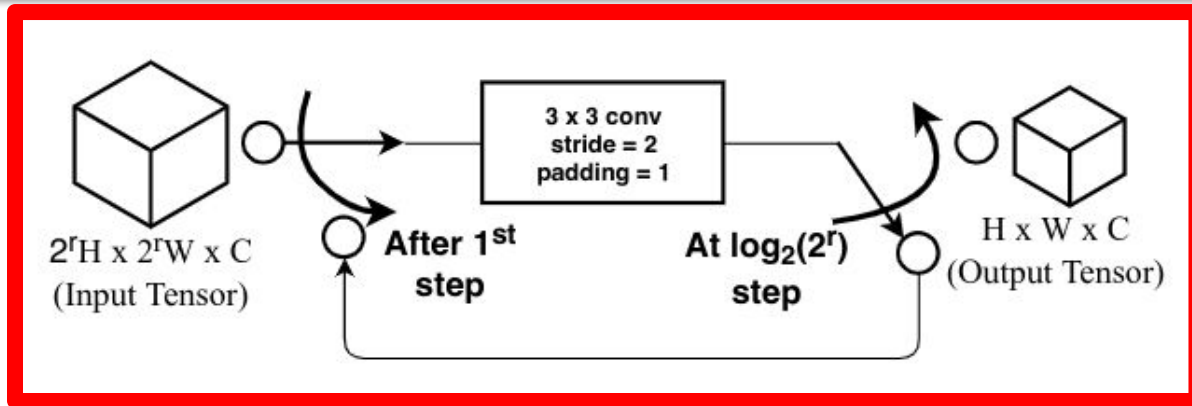 3 x 3 conv
stride = 2
padding = 1
2ʳH x 2ʳW x C
(Input Tensor)
After 1ˢᵗ
step
At log₂(2ʳ)
step
H x W x C
(Output Tensor)